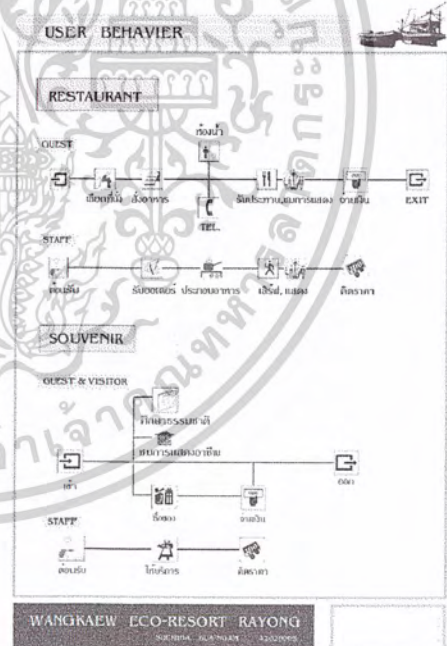 USER BEHAVIER
RESTAURANT
GUEST
ห้องน้ำ
เลือกที่นั่ง สั่งอาหาร
รับประทาน,ชมการแสดง จ่ายเงิน
EXIT
TEL.
STAFF
ต้อนรับ
รับออเดอร์ ประกอบอาหาร
เสิร์ฟ, แสดง
คิดราคา
SOUVENIR
GUEST & VISITOR
ศึกษาธรรมชาติ
ชมการแสดงอาชีพ
เข้า
ออก
ซื้อของ
จ่ายเงิน
STAFF
ต้อนรับ
ให้บริการ
คิดราคา
WANGKAEW ECO-RESORT RAYONG